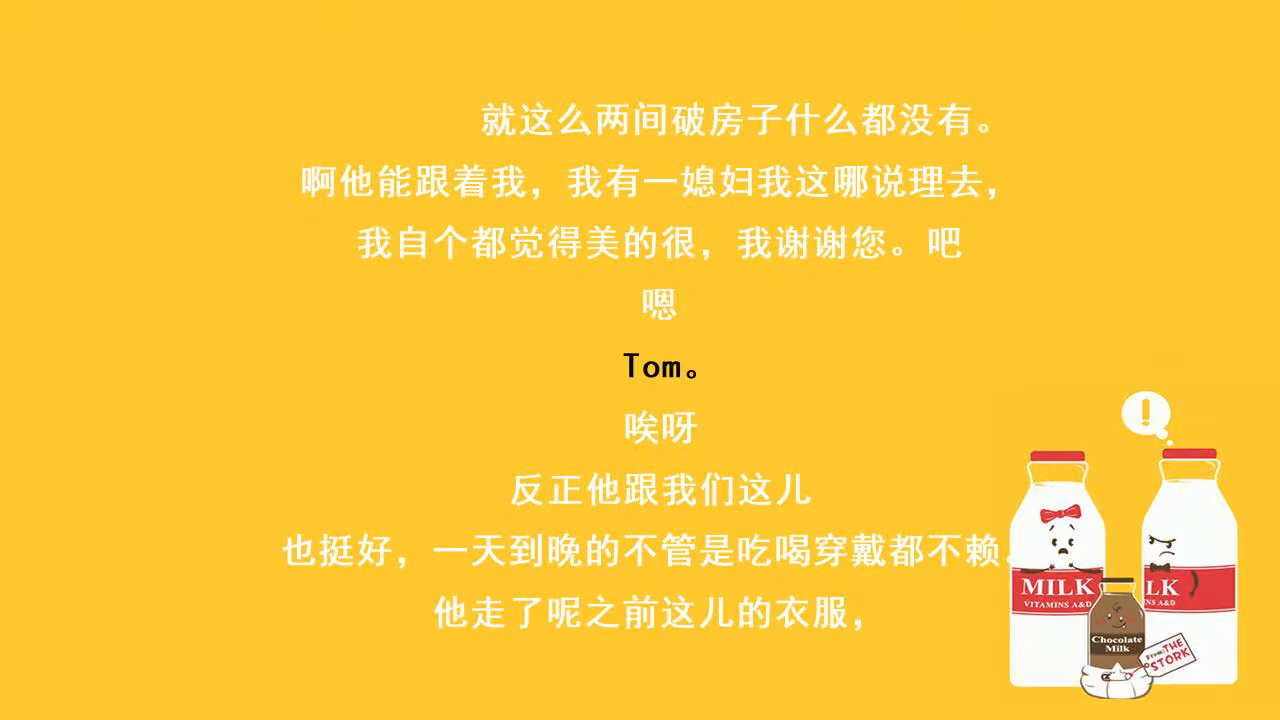 就这么两间破房子什么都没有。
啊他能跟着我，我有一媳妇我这哪说理去，
我自个都觉得美的很，我谢谢您。吧
嗯
Tom。
唉呀
反正他跟我们这儿
也挺好，一天到晚的不管是吃喝穿戴都不赖。
他走了呢之前这儿的衣服，
!
MILK
VITAMINS A&D
LK
NS A&D
Chocolate
Milk
From: THE
STORK